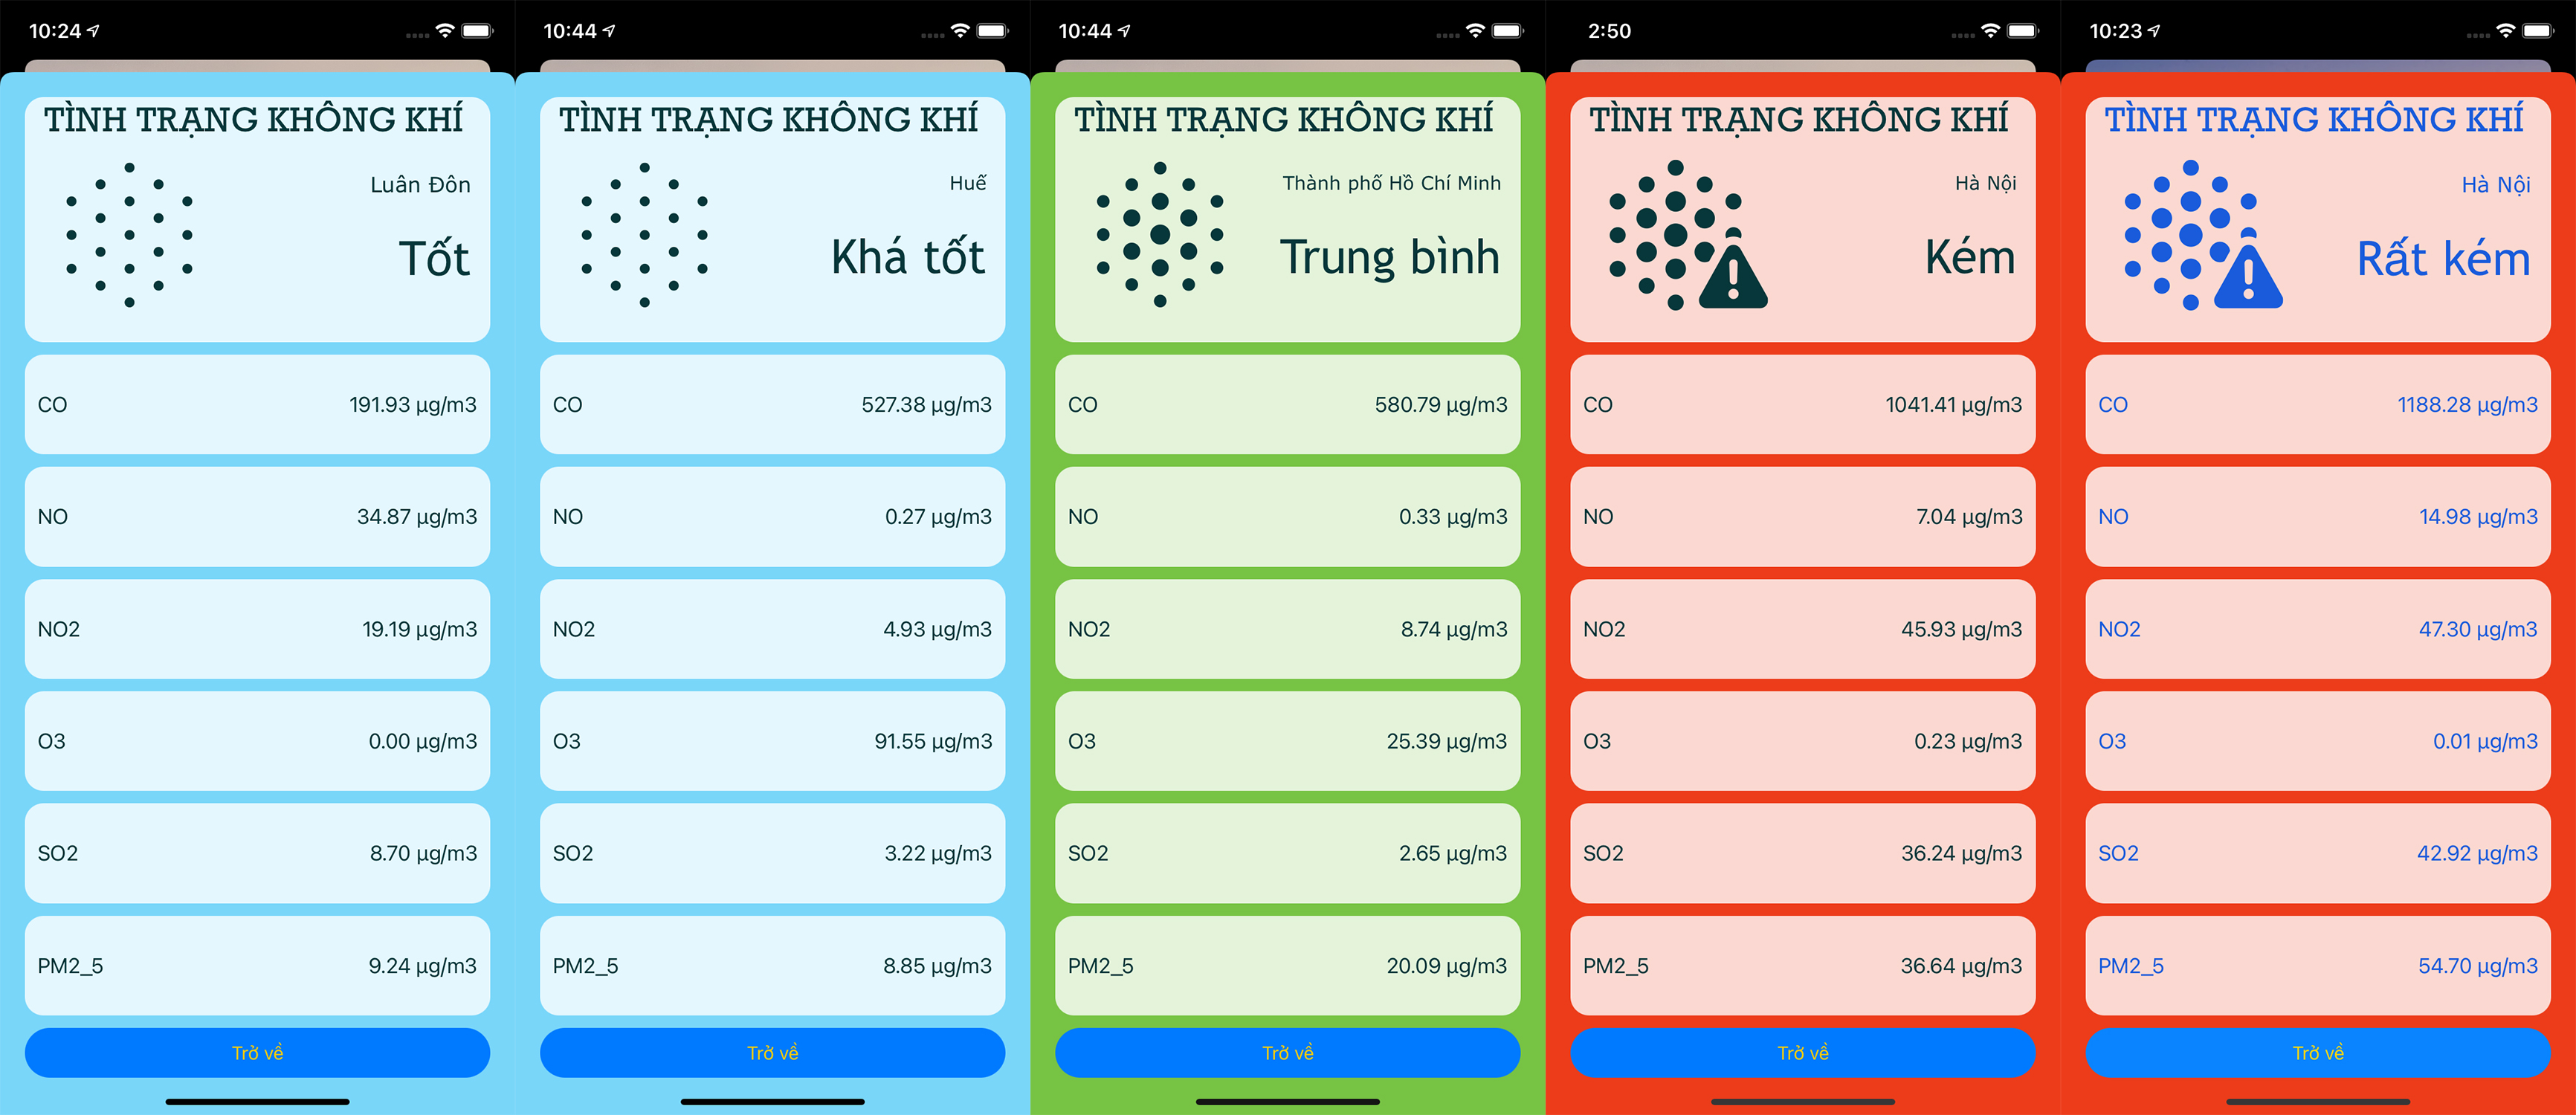 10:24
TÌNH TRẠNG KHÔNG KHÍ
Luân Đôn
Tốt
CO 191.93 µg/m3
NO 34.87 µg/m3
NO2 19.19 µg/m3
O3 0.00 µg/m3
SO2 8.70 µg/m3
PM2_5 9.24 µg/m3
Trở về
10:44
TÌNH TRẠNG KHÔNG KHÍ
Huế
Khá tốt
CO 527.38 µg/m3
NO 0.27 µg/m3
NO2 4.93 µg/m3
O3 91.55 µg/m3
SO2 3.22 µg/m3
PM2_5 8.85 µg/m3
Trở về
10:44
TÌNH TRẠNG KHÔNG KHÍ
Thành phố Hồ Chí Minh
Trung bình
CO 580.79 µg/m3
NO 0.33 µg/m3
NO2 8.74 µg/m3
O3 25.39 µg/m3
SO2 2.65 µg/m3
PM2_5 20.09 µg/m3
Trở về
2:50
TÌNH TRẠNG KHÔNG KHÍ
Hà Nội
Kém
CO 1041.41 µg/m3
NO 7.04 µg/m3
NO2 45.93 µg/m3
O3 0.23 µg/m3
SO2 36.24 µg/m3
PM2_5 36.64 µg/m3
Trở về
10:23
TÌNH TRẠNG KHÔNG KHÍ
Hà Nội
Rất kém
CO 1188.28 µg/m3
NO 14.98 µg/m3
NO2 47.30 µg/m3
O3 0.01 µg/m3
SO2 42.92 µg/m3
PM2_5 54.70 µg/m3
Trở về